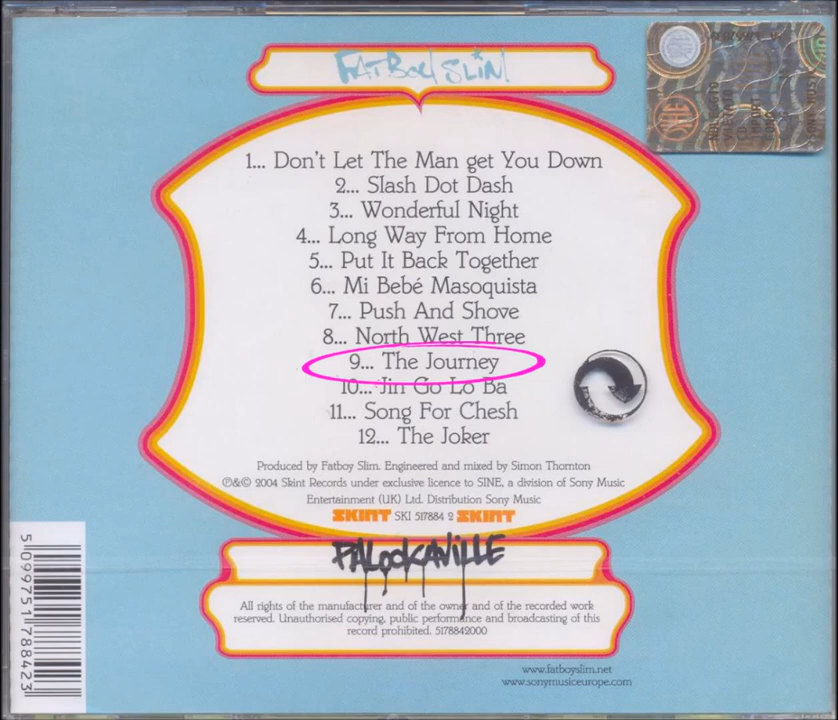 FATBOY SLIM
1... Don't Let The Man get You Down
2... Slash Dot Dash
3... Wonderful Night
4... Long Way From Home
5... Put It Back Together
6... Mi Bebé Masoquista
7... Push And Shove
8... North West Three
9... The Journey
10... Jin Go Lo Ba
11... Song For Chesh
12... The Joker
Produced by Fatboy Slim. Engineered and mixed by Simon Thornton
℗&© 2004 Skint Records under exclusive licence to SINE, a division of Sony Music
Entertainment (UK) Ltd. Distribution Sony Music
SKINT SKI 517884 2 SKINT
PALOOKAVILLE
All rights of the manufacturer and of the owner and of the recorded work
reserved. Unauthorised copying, public performance and broadcasting of this
record prohibited. 5178842000
www.fatboyslim.net
www.sonymusiceurope.com
5 099751 788423